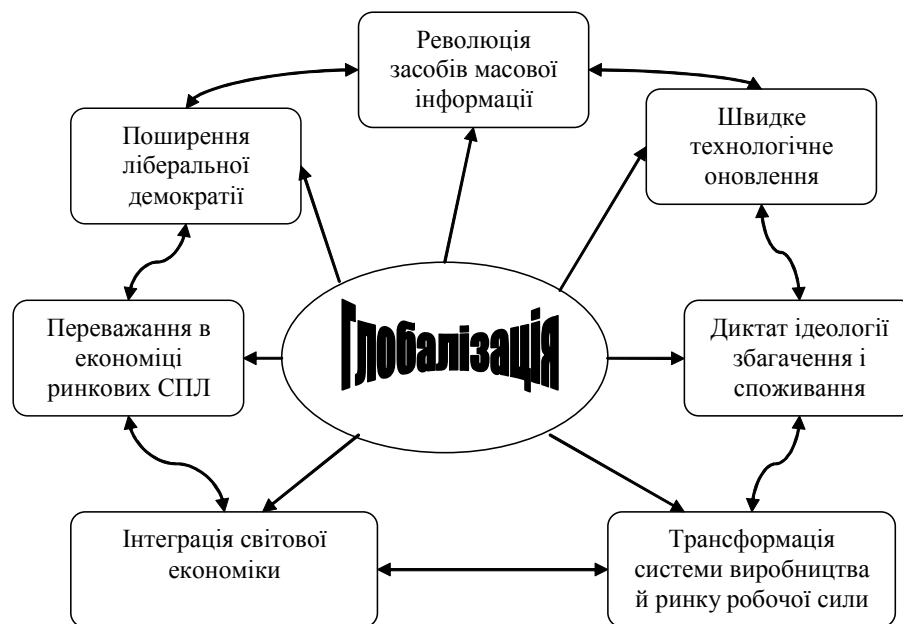 Революція
засобів масової
інформації
Поширення
ліберальної
демократії
Швидке
технологічне
оновлення
Переважання в
економіці
ринкових СПЛ
Глобалізація
Диктат ідеології
збагачення і
споживання
Інтеграція світової
економіки
Трансформація
системи виробництва
й ринку робочої сили